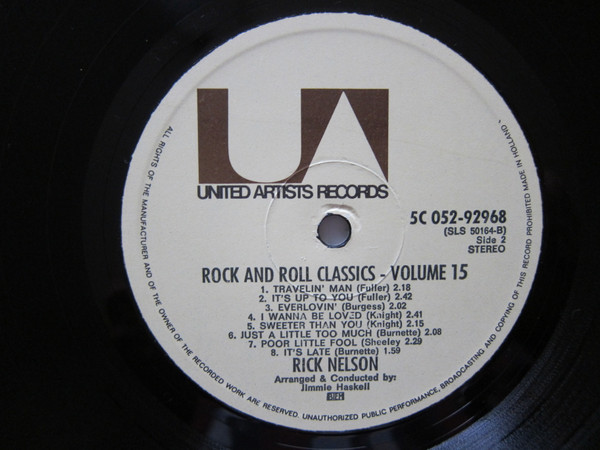 UA
UNITED ARTISTS RECORDS
5C 052-92968
(SLS 50164-B)
Side 2
STEREO
ROCK AND ROLL CLASSICS - VOLUME 15
1. TRAVELIN' MAN (Fuller) 2.18
2. IT'S UP TO YOU (Fuller) 2.42
3. EVERLOVIN' (Burgess) 2.02
4. I WANNA BE LOVED (Knight) 2.41
5. SWEETER THAN YOU (Knight) 2.15
6. JUST A LITTLE TOO MUCH (Burnette) 2.08
7. POOR LITTLE FOOL (Sheeley) 2.29
8. IT'S LATE (Burnette) 1.59
RICK NELSON
Arranged & Conducted by:
Jimmie Haskell
ALL RIGHTS OF THE MANUFACTURER AND OF THE OWNER OF THE RECORDED WORK ARE RESERVED. UNAUTHORIZED PUBLIC PERFORMANCE, BROADCASTING AND COPYING OF THIS RECORD PROHIBITED MADE IN HOLLAND